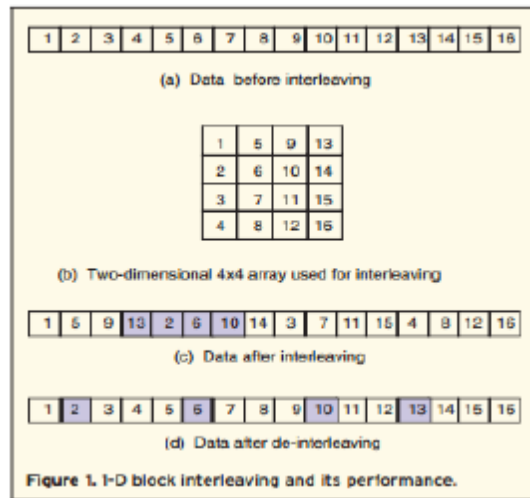 1 2 3 4 5 6 7 8 9 10 11 12 13 14 15 16
(a) Data before interleaving
1 5 9 13
2 6 10 14
3 7 11 15
4 8 12 16
(b) Two-dimensional 4x4 array used for interleaving
1 5 9 13 2 6 10 14 3 7 11 15 4 8 12 16
(c) Data after interleaving
1 2 3 4 5 6 7 8 9 10 11 12 13 14 15 16
(d) Data after de-interleaving
Figure 1. 1-D block interleaving and its performance.